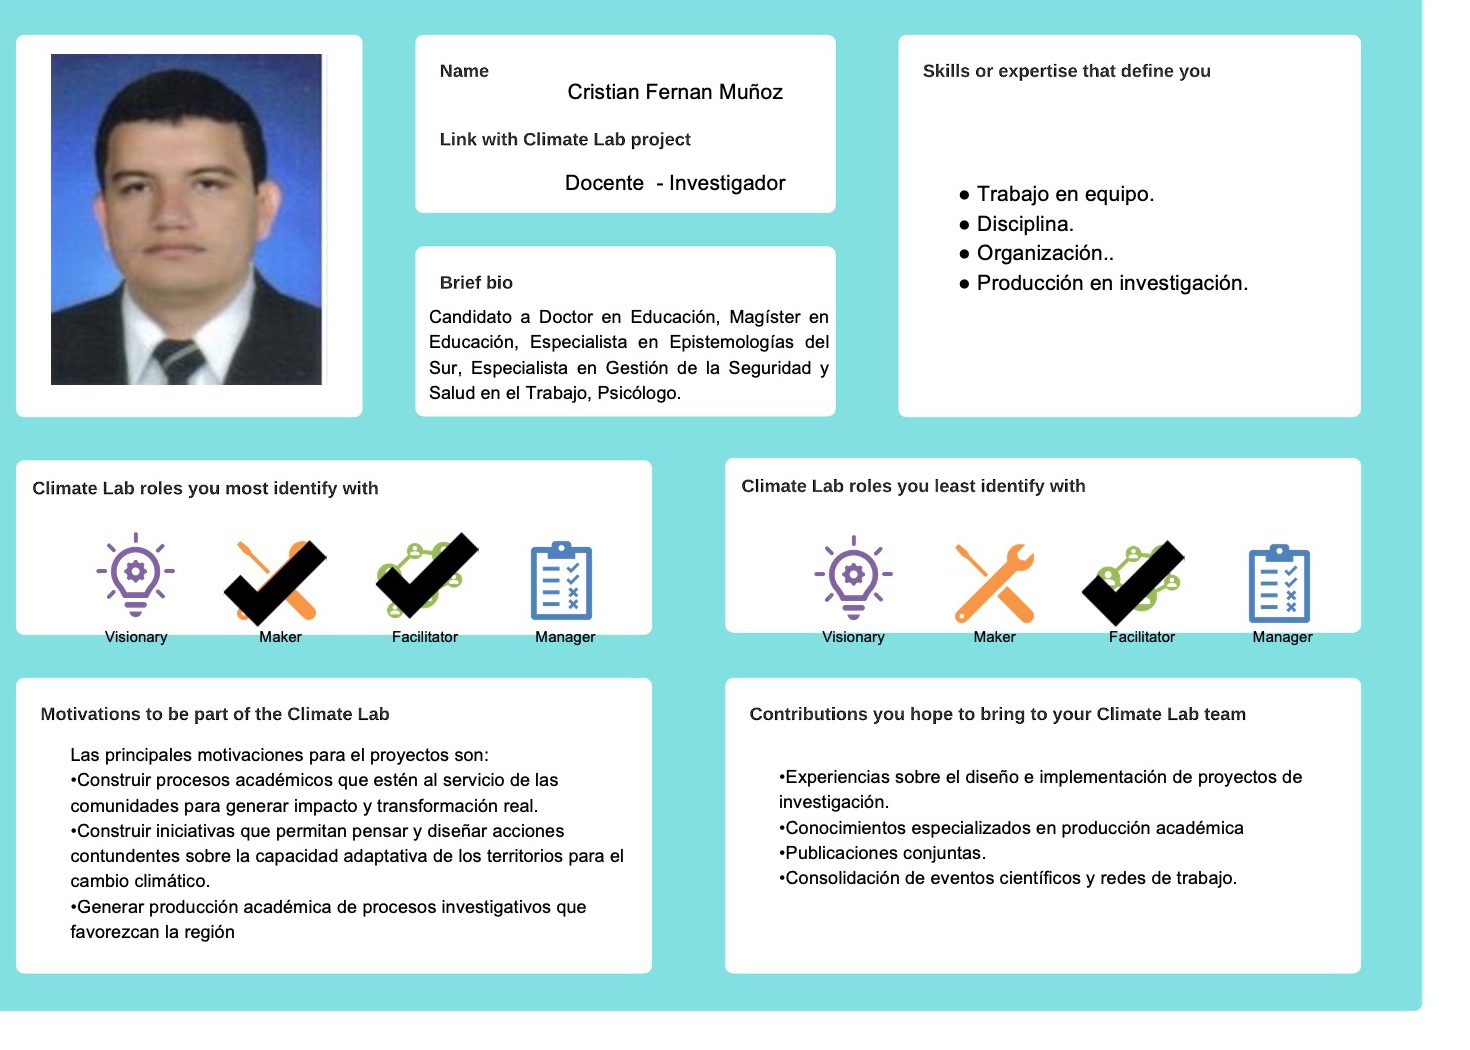 Name
Cristian Fernan Muñoz
Link with Climate Lab project
Docente  - Investigador
Brief bio
Candidato a Doctor en Educación, Magíster en
Educación, Especialista en Epistemologías del
Sur, Especialista en Gestión de la Seguridad y
Salud en el Trabajo, Psicólogo.
Skills or expertise that define you
● Trabajo en equipo.
● Disciplina.
● Organización..
● Producción en investigación.
Climate Lab roles you most identify with
Visionary
Maker
Facilitator
Manager
Climate Lab roles you least identify with
Visionary
Maker
Facilitator
Manager
Motivations to be part of the Climate Lab
Las principales motivaciones para el proyectos son:
•Construir procesos académicos que estén al servicio de las
comunidades para generar impacto y transformación real.
•Construir iniciativas que permitan pensar y diseñar acciones
contundentes sobre la capacidad adaptativa de los territorios para el
cambio climático.
•Generar producción académica de procesos investigativos que
favorezcan la región
Contributions you hope to bring to your Climate Lab team
•Experiencias sobre el diseño e implementación de proyectos de
investigación.
•Conocimientos especializados en producción académica
•Publicaciones conjuntas.
•Consolidación de eventos científicos y redes de trabajo.